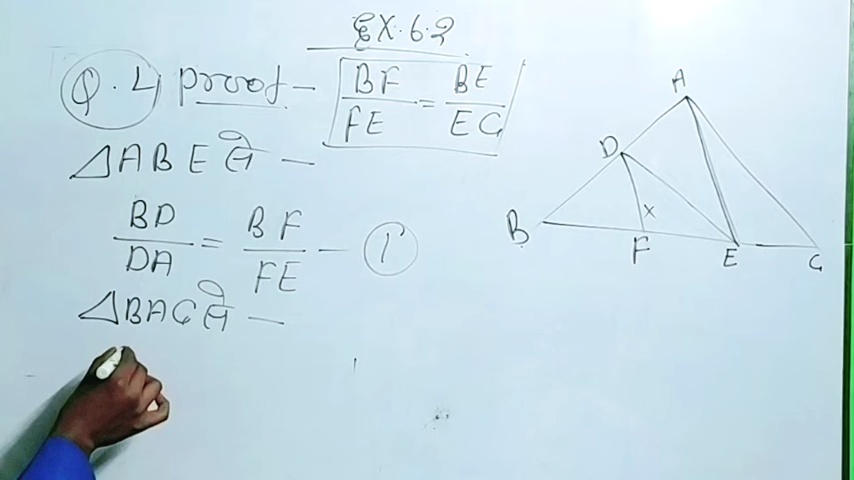 EX.6.2
Q.4 proof - BF/FE = BE/EC
△ABE से -
BD/DA = BF/FE - 1
△BAC से -
A
D
B
F
x
E
C